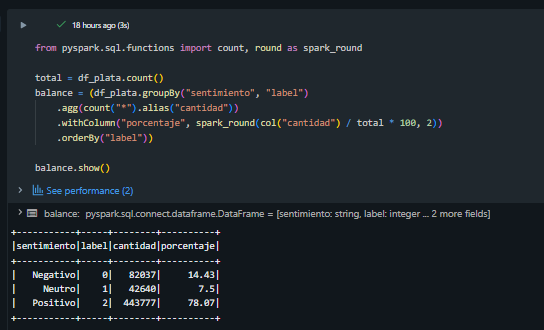 18 hours ago (3s)
from pyspark.sql.functions import count, round as spark_round
total = df_plata.count()
balance = (df_plata.groupBy("sentimiento", "label")
    .agg(count("*").alias("cantidad"))
    .withColumn("porcentaje", spark_round(col("cantidad") / total * 100, 2))
    .orderBy("label"))
balance.show()
See performance (2)
balance: pyspark.sql.connect.dataframe.DataFrame = [sentimiento: string, label: integer ... 2 more fields]
+-----------+-----+--------+----------+
|sentimiento|label|cantidad|porcentaje|
+-----------+-----+--------+----------+
|   Negativo|    0|   82037|     14.43|
|     Neutro|    1|   42640|       7.5|
|   Positivo|    2|  443777|     78.07|
+-----------+-----+--------+----------+